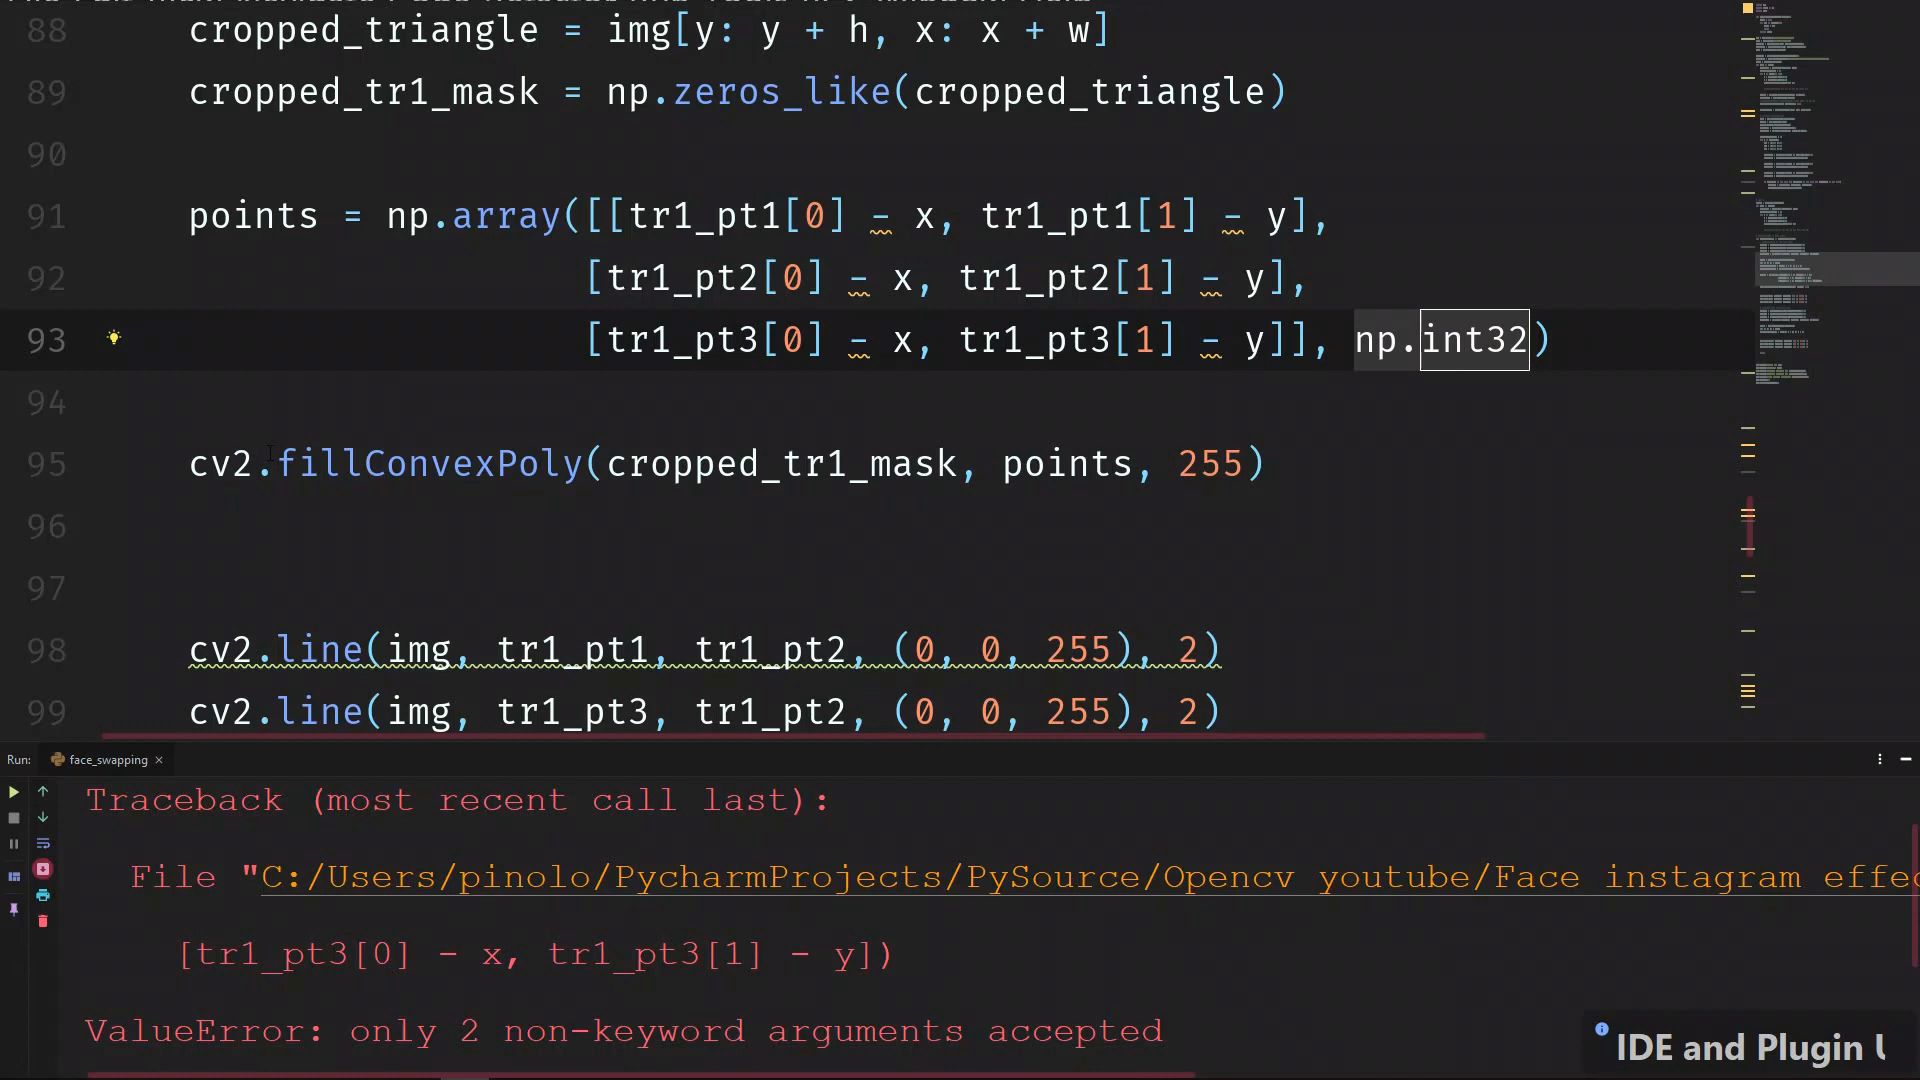 88 cropped_triangle = img[y: y + h, x: x + w]
89 cropped_tr1_mask = np.zeros_like(cropped_triangle)
90
91 points = np.array([[tr1_pt1[0] - x, tr1_pt1[1] - y],
92 [tr1_pt2[0] - x, tr1_pt2[1] - y],
93 [tr1_pt3[0] - x, tr1_pt3[1] - y]], np.int32)
94
95 cv2.fillConvexPoly(cropped_tr1_mask, points, 255)
96
97
98 cv2.line(img, tr1_pt1, tr1_pt2, (0, 0, 255), 2)
99 cv2.line(img, tr1_pt3, tr1_pt2, (0, 0, 255), 2)
Run: face_swapping
Traceback (most recent call last):
File "C:/Users/pinolo/PycharmProjects/PySource/Opencv youtube/Face instagram effec
[tr1_pt3[0] - x, tr1_pt3[1] - y])
ValueError: only 2 non-keyword arguments accepted
IDE and Plugin U